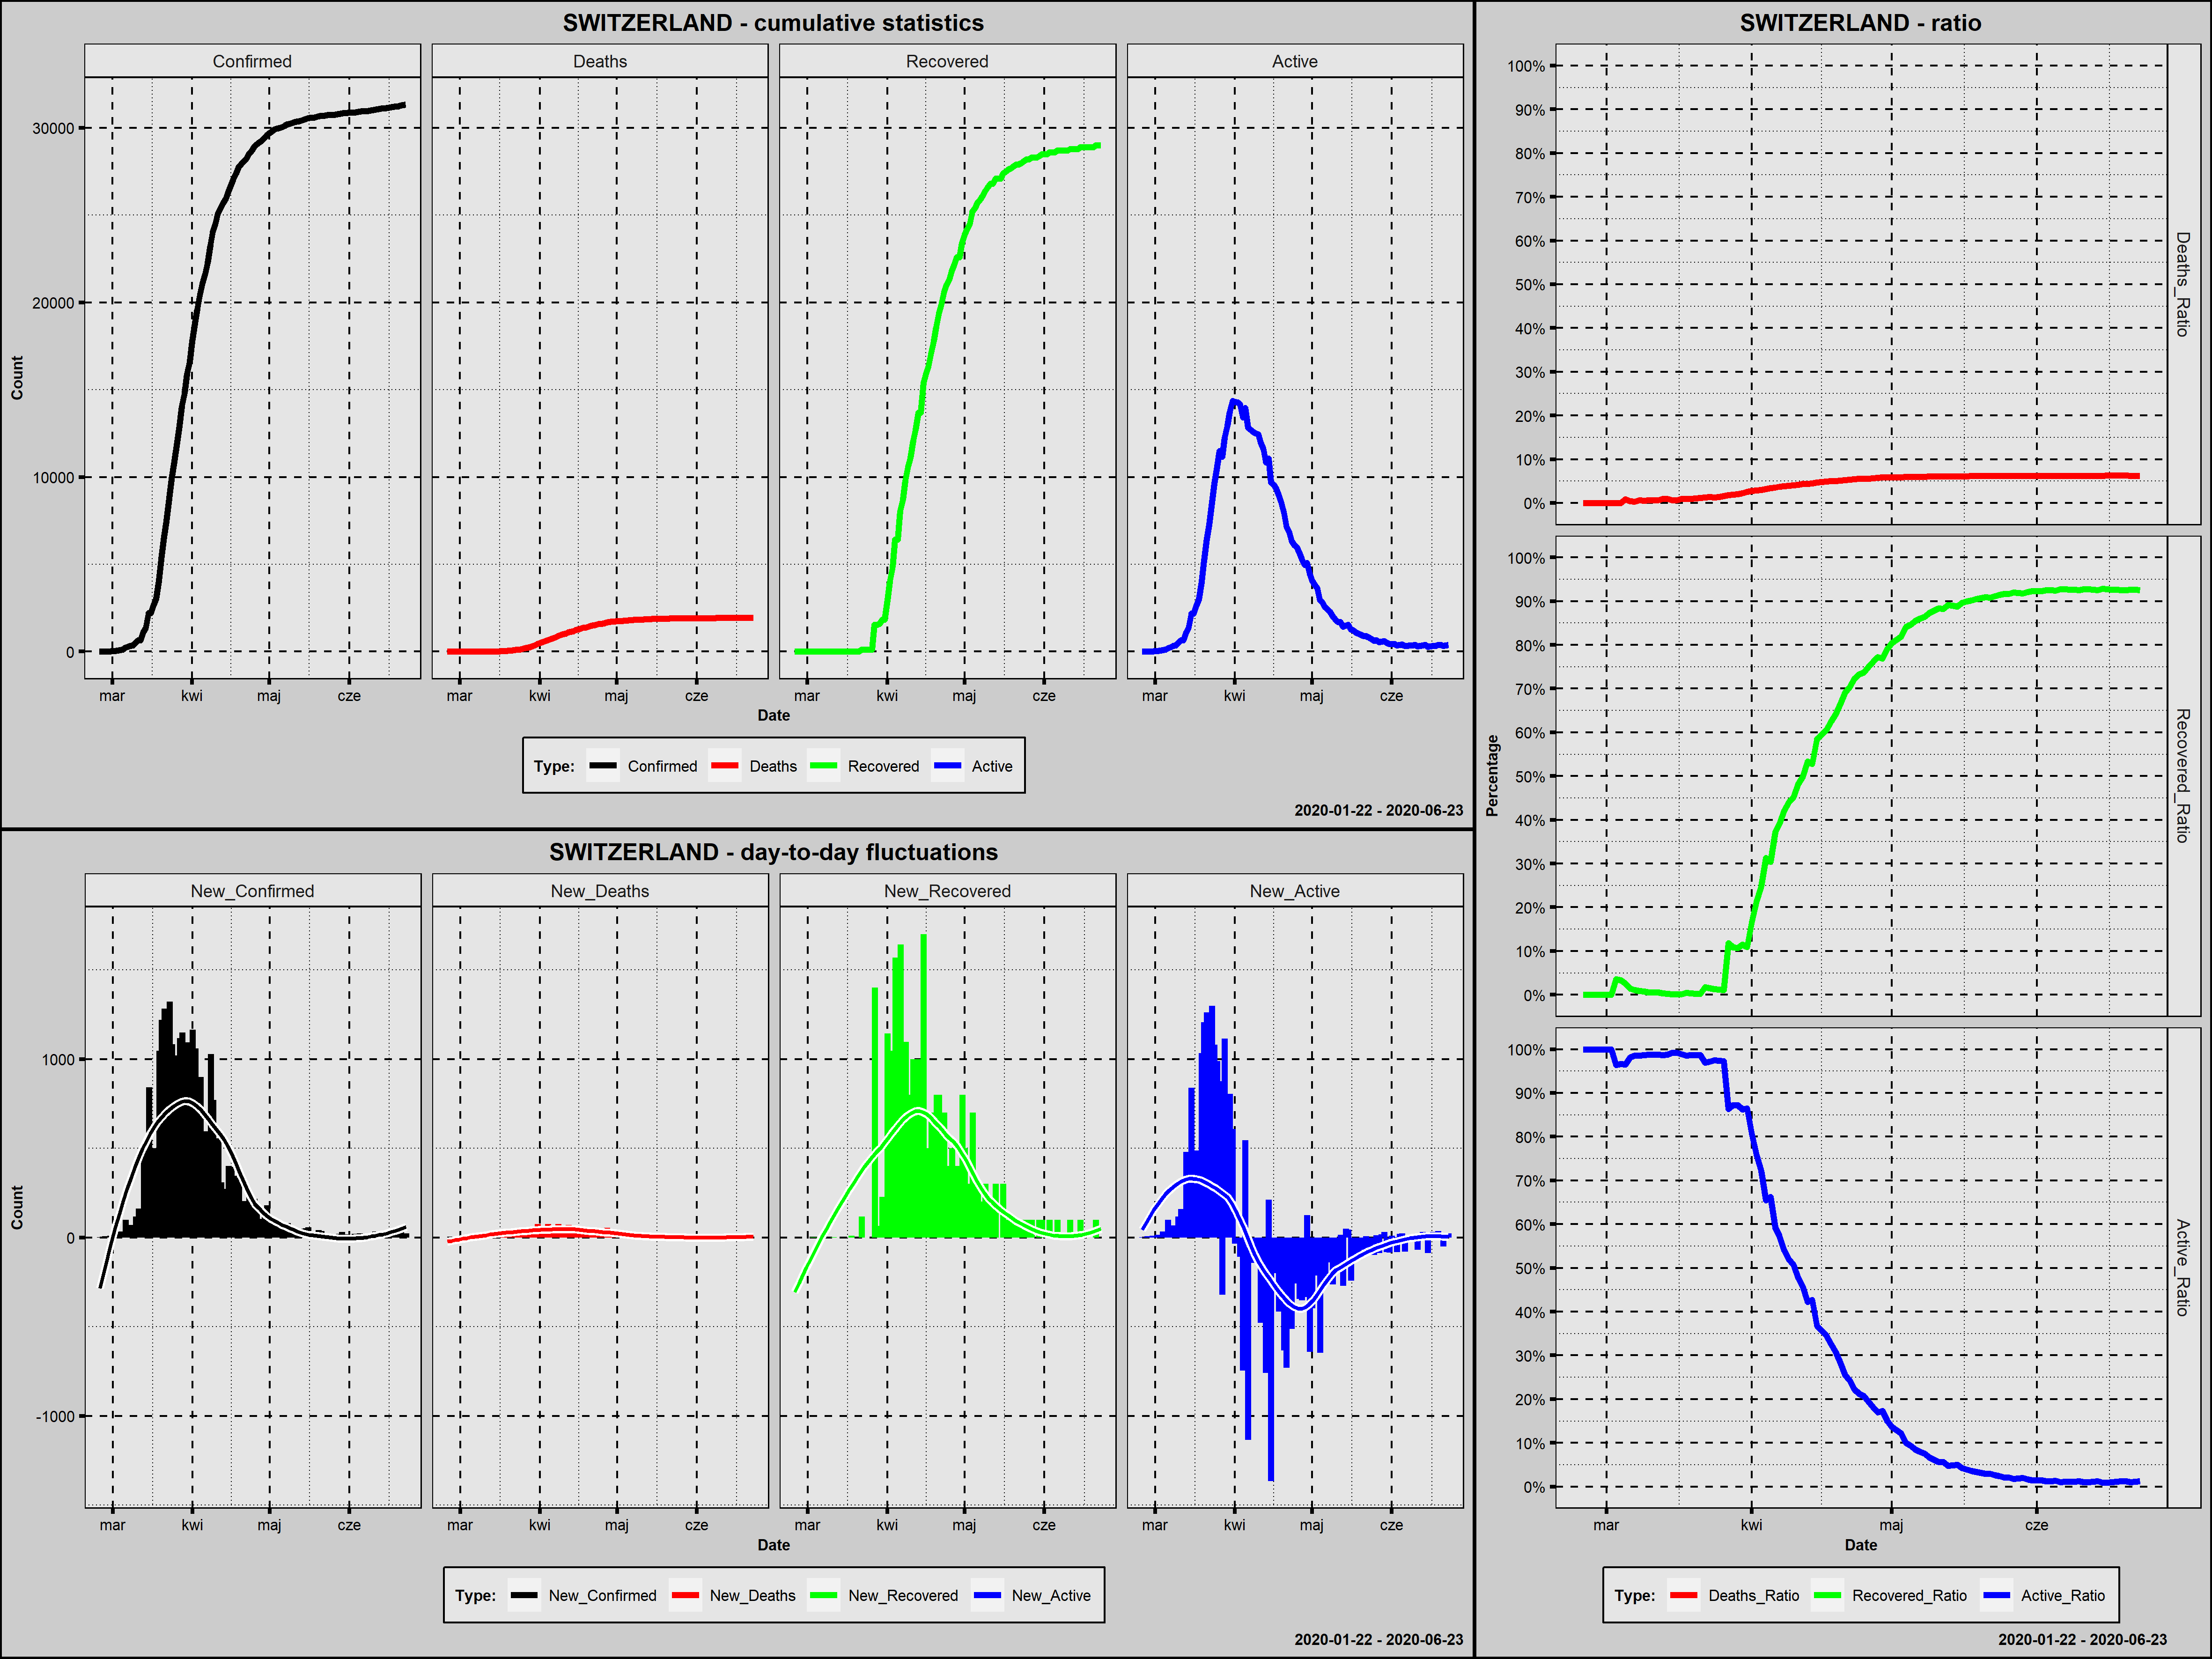 SWITZERLAND - cumulative statistics
Confirmed Deaths Recovered Active
Count
30000
20000
10000
0
mar kwi maj cze mar kwi maj cze mar kwi maj cze mar kwi maj cze
Date
Type: Confirmed Deaths Recovered Active
2020-01-22 - 2020-06-23
SWITZERLAND - day-to-day fluctuations
New_Confirmed New_Deaths New_Recovered New_Active
Count
1000
0
-1000
mar kwi maj cze mar kwi maj cze mar kwi maj cze mar kwi maj cze
Date
Type: New_Confirmed New_Deaths New_Recovered New_Active
2020-01-22 - 2020-06-23
SWITZERLAND - ratio
Percentage
100%
90%
80%
70%
60%
50%
40%
30%
20%
10%
0%
Deaths_Ratio
100%
90%
80%
70%
60%
50%
40%
30%
20%
10%
0%
Recovered_Ratio
100%
90%
80%
70%
60%
50%
40%
30%
20%
10%
0%
Active_Ratio
mar kwi maj cze
Date
Type: Deaths_Ratio Recovered_Ratio Active_Ratio
2020-01-22 - 2020-06-23